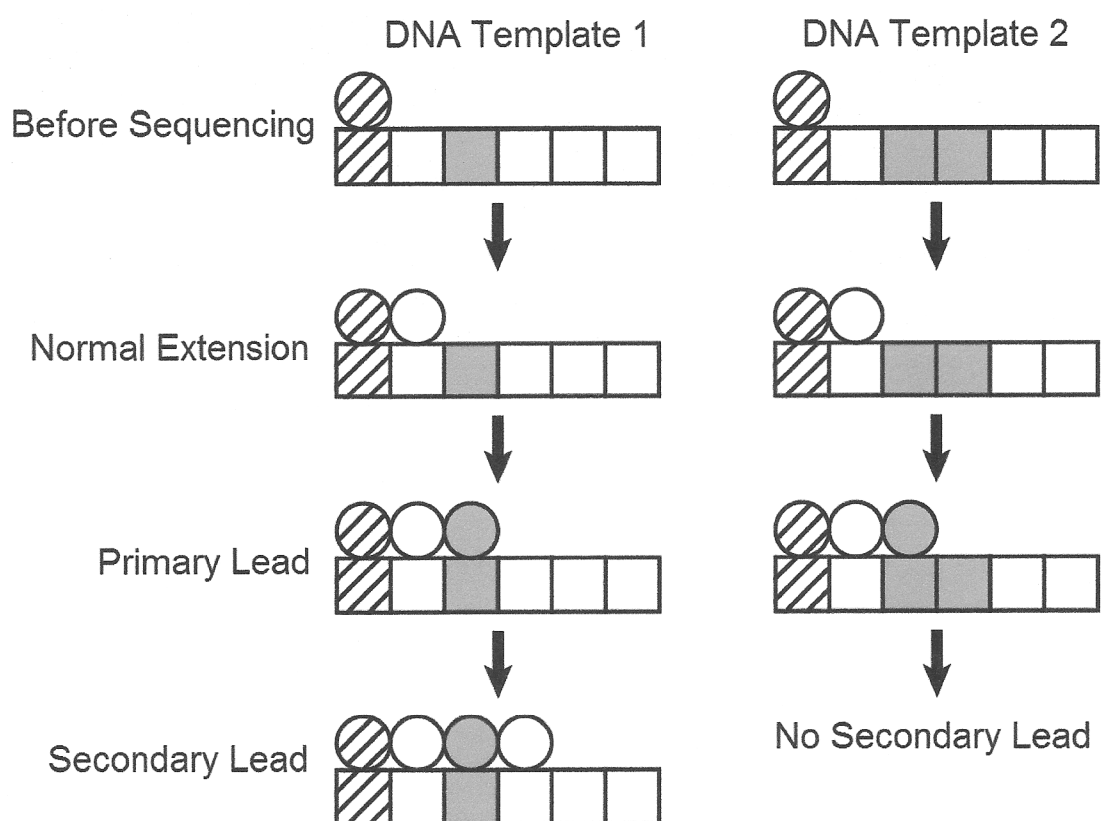 DNA Template 1
DNA Template 2
Before Sequencing
Normal Extension
Primary Lead
Secondary Lead
No Secondary Lead